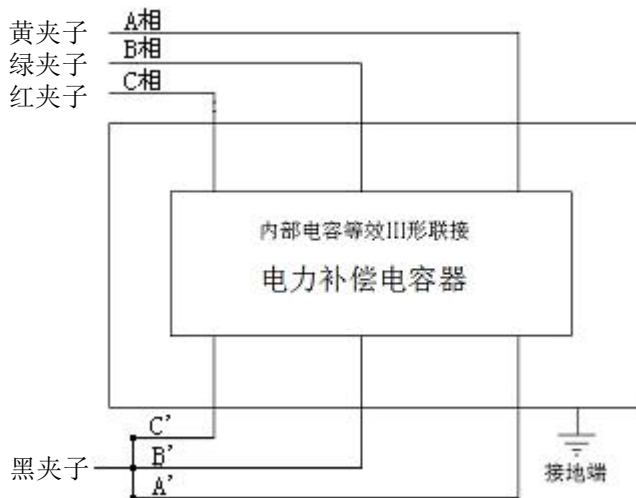 黄夹子 A相
绿夹子 B相
红夹子 C相
内部电容等效III形联接
电力补偿电容器
C'
黑夹子 B'
A'
接地端